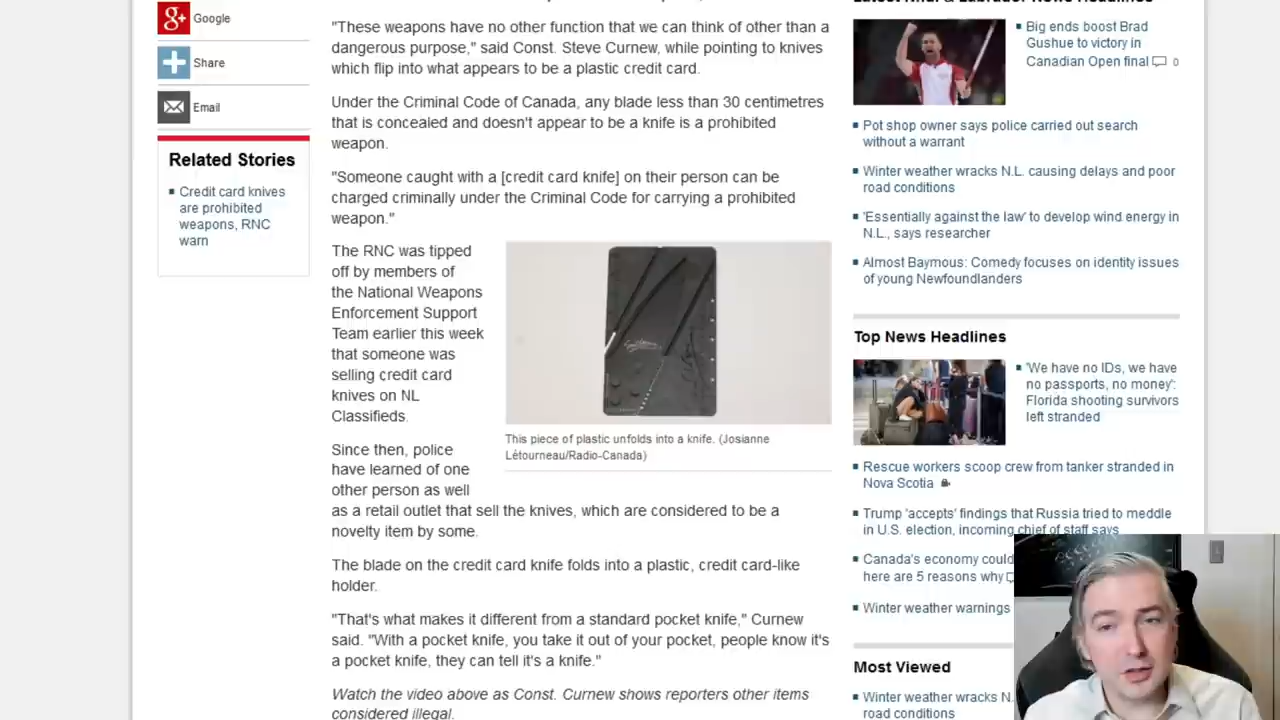 Google
Share
Email
Related Stories
Credit card knives
are prohibited
weapons, RNC
warn
"These weapons have no other function that we can think of other than a
dangerous purpose," said Const. Steve Curnew, while pointing to knives
which flip into what appears to be a plastic credit card.
Under the Criminal Code of Canada, any blade less than 30 centimetres
that is concealed and doesn't appear to be a knife is a prohibited
weapon.
"Someone caught with a [credit card knife] on their person can be
charged criminally under the Criminal Code for carrying a prohibited
weapon."
The RNC was tipped
off by members of
the National Weapons
Enforcement Support
Team earlier this week
that someone was
selling credit card
knives on NL
Classifieds.
This piece of plastic unfolds into a knife. (Josianne
Létourneau/Radio-Canada)
Since then, police
have learned of one
other person as well
as a retail outlet that sell the knives, which are considered to be a
novelty item by some.
The blade on the credit card knife folds into a plastic, credit card-like
holder.
"That's what makes it different from a standard pocket knife," Curnew
said. "With a pocket knife, you take it out of your pocket, people know it's
a pocket knife, they can tell it's a knife."
Watch the video above as Const. Curnew shows reporters other items
considered illegal.
Latest Nfld. & Labrador News Headlines
Big ends boost Brad
Gushue to victory in
Canadian Open final 0
Pot shop owner says police carried out search
without a warrant
Winter weather wracks N.L. causing delays and poor
road conditions
'Essentially against the law' to develop wind energy in
N.L., says researcher
Almost Baymous: Comedy focuses on identity issues
of young Newfoundlanders
Top News Headlines
'We have no IDs, we have
no passports, no money':
Florida shooting survivors
left stranded
Rescue workers scoop crew from tanker stranded in
Nova Scotia
Trump 'accepts' findings that Russia tried to meddle
in U.S. election, incoming chief of staff says
Canada's economy could
here are 5 reasons why
Winter weather warnings
Most Viewed
Winter weather wracks N.
road conditions